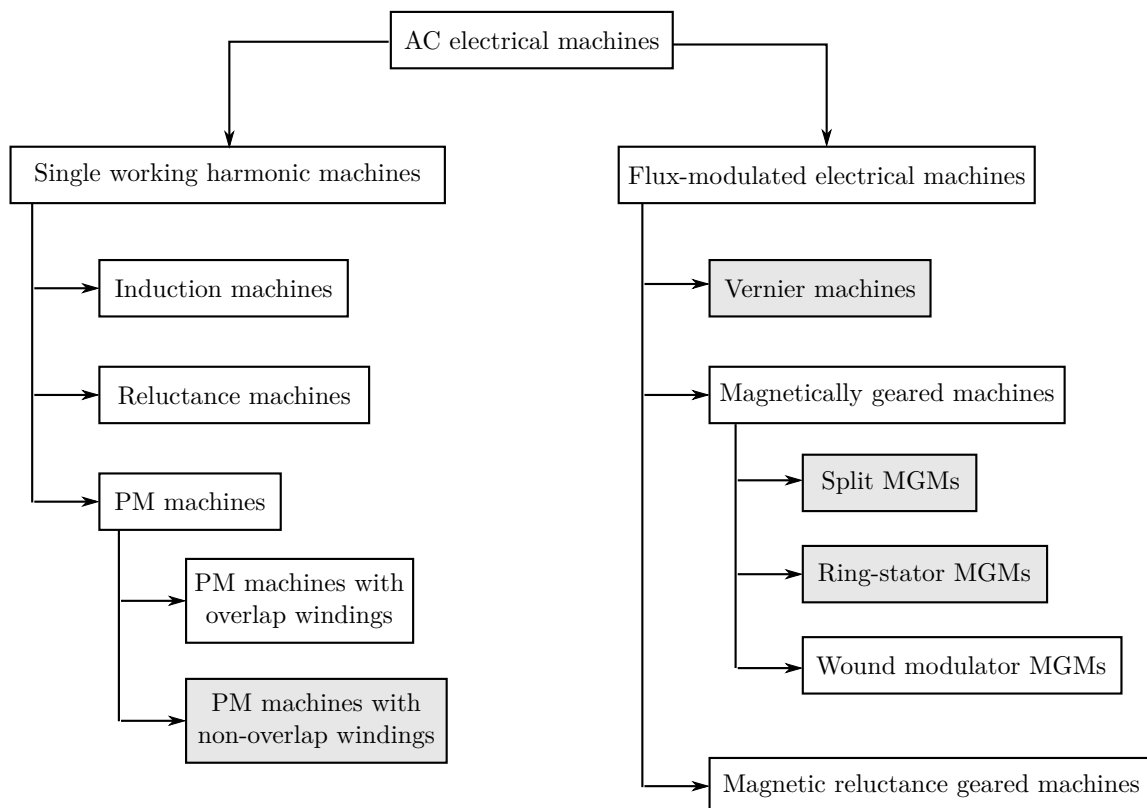 AC electrical machines
Single working harmonic machines
Induction machines
Reluctance machines
PM machines
PM machines with
overlap windings
PM machines with
non-overlap windings
Flux-modulated electrical machines
Vernier machines
Magnetically geared machines
Split MGMs
Ring-stator MGMs
Wound modulator MGMs
Magnetic reluctance geared machines